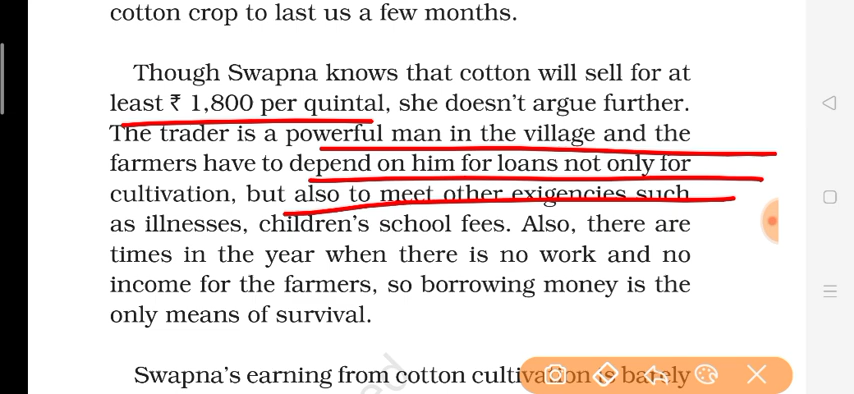 cotton crop to last us a few months.
Though Swapna knows that cotton will sell for at
least ₹ 1,800 per quintal, she doesn't argue further.
The trader is a powerful man in the village and the
farmers have to depend on him for loans not only for
cultivation, but also to meet other exigencies such
as illnesses, children's school fees. Also, there are
times in the year when there is no work and no
income for the farmers, so borrowing money is the
only means of survival.
Swapna's earning from cotton cultivation is barely